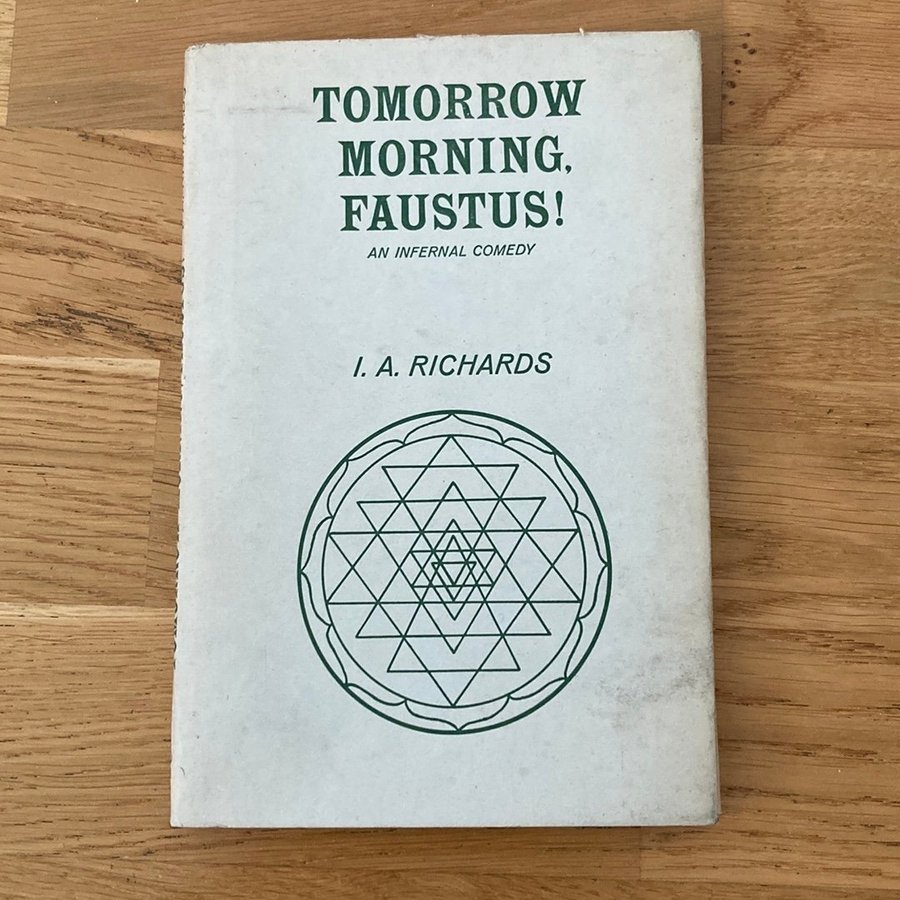 TOMORROW
MORNING,
FAUSTUS!
AN INFERNAL COMEDY
I. A. RICHARDS